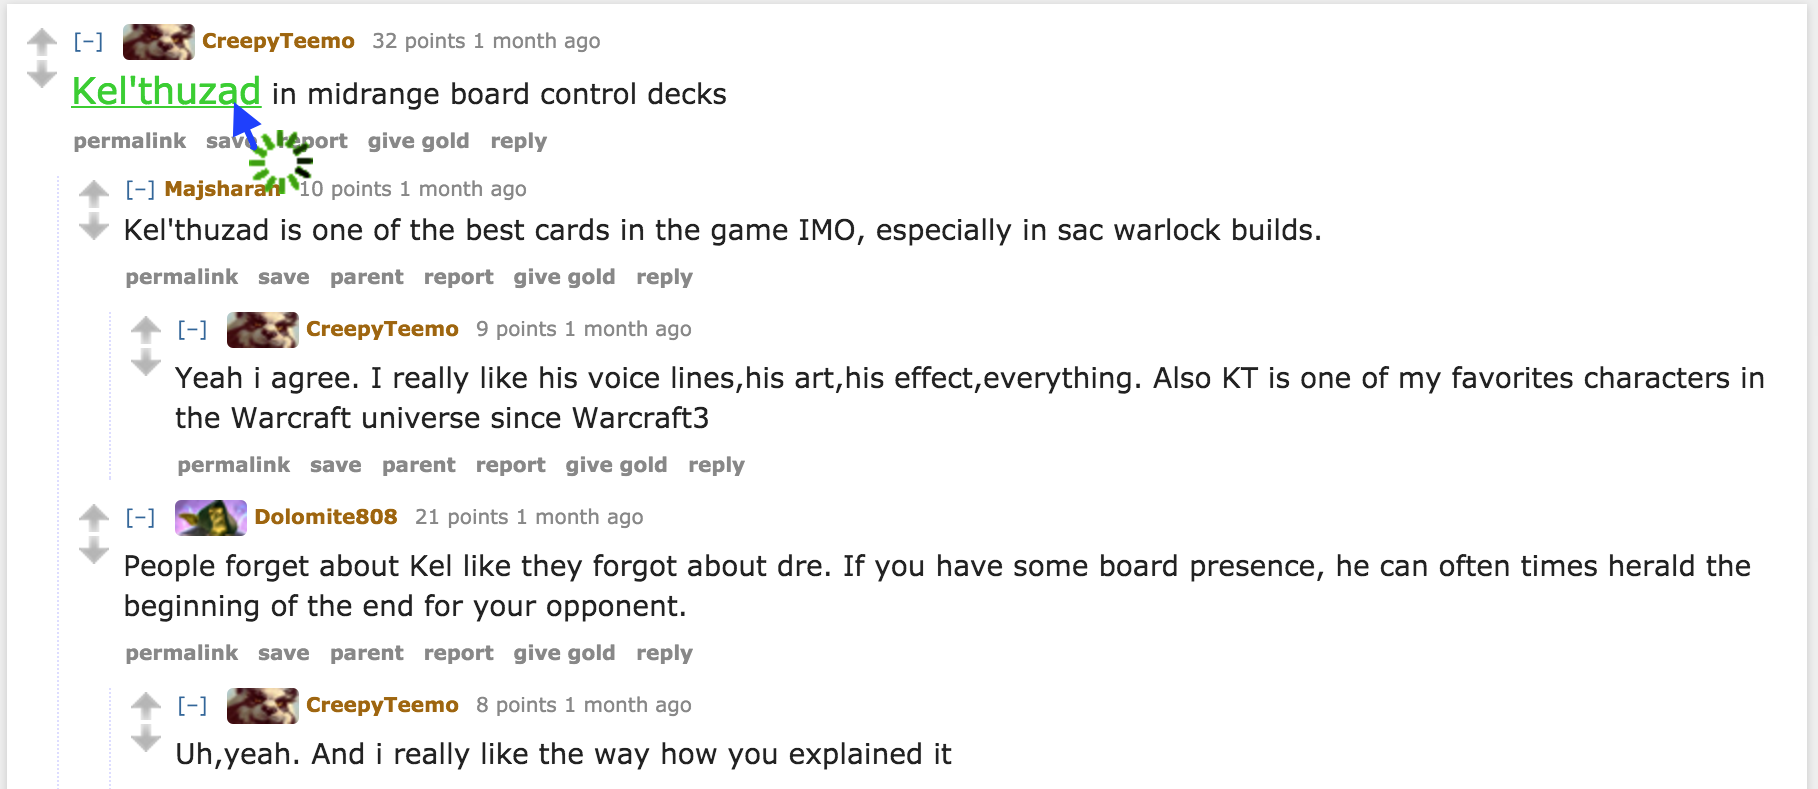 [–] CreepyTeemo 32 points 1 month ago
Kel'thuzad in midrange board control decks
permalink save report give gold reply
[–] Majsharan 10 points 1 month ago
Kel'thuzad is one of the best cards in the game IMO, especially in sac warlock builds.
permalink save parent report give gold reply
[–] CreepyTeemo 9 points 1 month ago
Yeah i agree. I really like his voice lines,his art,his effect,everything. Also KT is one of my favorites characters in
the Warcraft universe since Warcraft3
permalink save parent report give gold reply
[–] Dolomite808 21 points 1 month ago
People forget about Kel like they forgot about dre. If you have some board presence, he can often times herald the
beginning of the end for your opponent.
permalink save parent report give gold reply
[–] CreepyTeemo 8 points 1 month ago
Uh,yeah. And i really like the way how you explained it